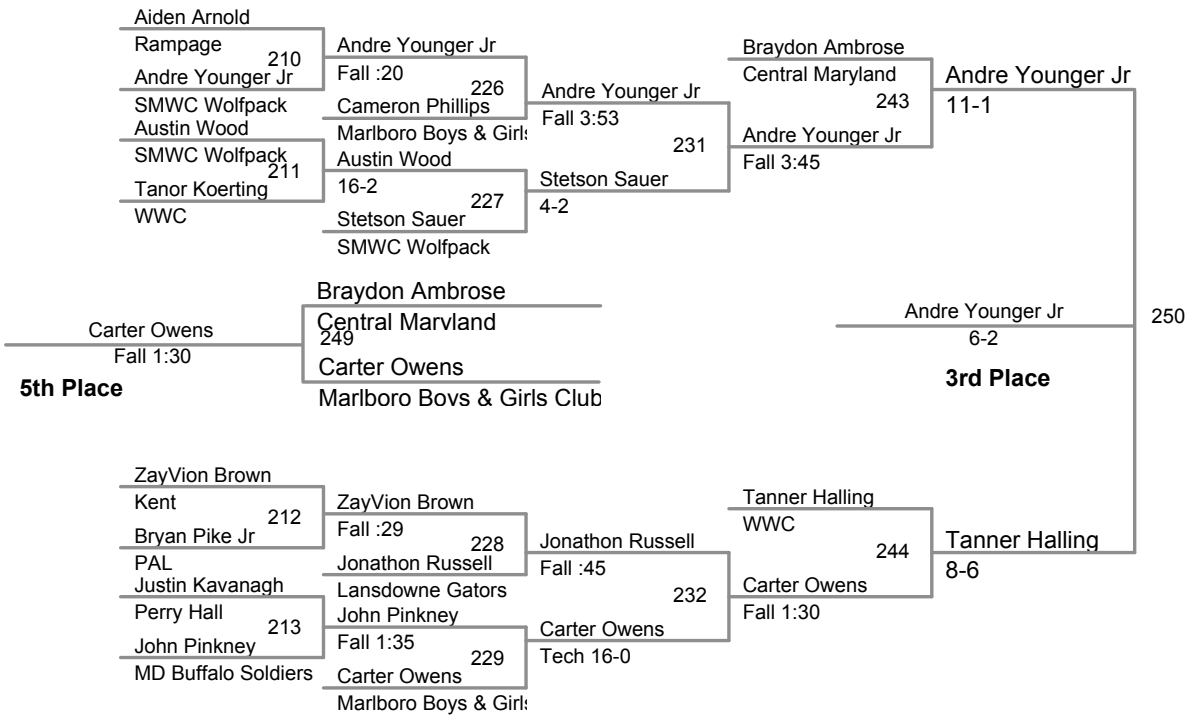 Aiden Arnold
Rampage
210
Andre Younger Jr
SMWC Wolfpack
Austin Wood
SMWC Wolfpack
211
Tanor Koerting
WWC
Andre Younger Jr
Fall :20
226
Cameron Phillips
Marlboro Boys & Girls
Austin Wood
16-2
227
Stetson Sauer
SMWC Wolfpack
Andre Younger Jr
Fall 3:53
231
Stetson Sauer
4-2
Braydon Ambrose
Central Maryland
243
Andre Younger Jr
Fall 3:45
Andre Younger Jr
11-1
Braydon Ambrose
Central Maryland
249
Carter Owens
Marlboro Boys & Girls Club
Carter Owens
Fall 1:30
5th Place
Andre Younger Jr
6-2
3rd Place
250
ZayVion Brown
Kent
212
Bryan Pike Jr
PAL
Justin Kavanagh
Perry Hall
213
John Pinkney
MD Buffalo Soldiers
ZayVion Brown
Fall :29
228
Jonathon Russell
Lansdowne Gators
John Pinkney
Fall 1:35
229
Carter Owens
Marlboro Boys & Girls
Jonathon Russell
Fall :45
232
Carter Owens
Tech 16-0
Tanner Halling
WWC
244
Carter Owens
Fall 1:30
Tanner Halling
8-6